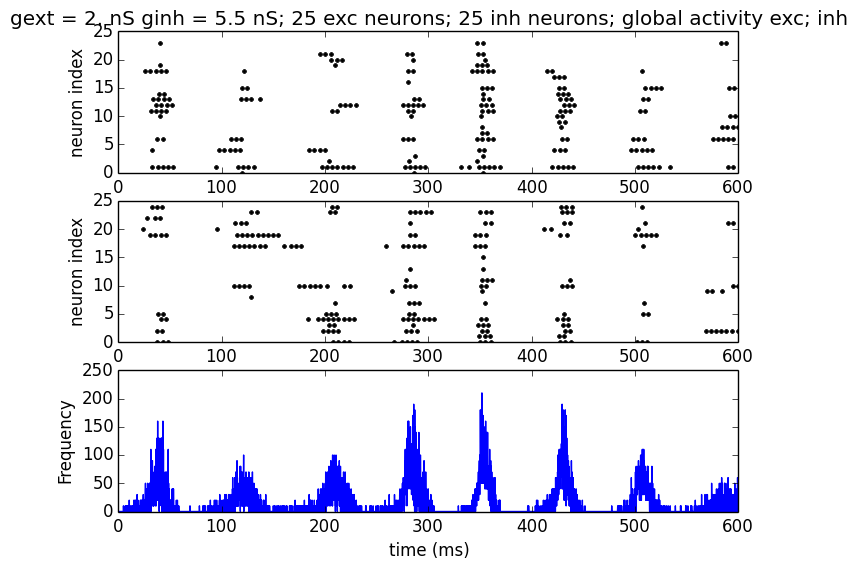 gext = 2. nS ginh = 5.5 nS; 25 exc neurons; 25 inh neurons; global activity exc; inh
25
20
15
10
5
0
neuron index
0 100 200 300 400 500 600
25
20
15
10
5
0
neuron index
0 100 200 300 400 500 600
250
200
150
100
50
0
Frequency
0 100 200 300 400 500 600
time (ms)